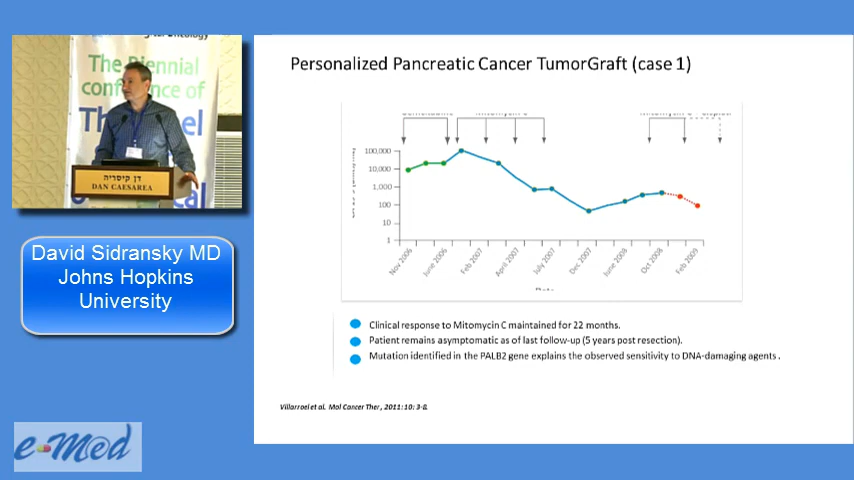 The Biennial
conference of
דן קיסריה
DAN CAESAREA
David Sidransky MD
Johns Hopkins
University
e-Med
Personalized Pancreatic Cancer TumorGraft (case 1)
100,000
10,000
1,000
100
10
1
Nov 2006
June 2006
Feb 2007
April 2007
July 2007
Dec 2007
June 2008
Oct 2008
Feb 2009
Clinical response to Mitomycin C maintained for 22 months.
Patient remains asymptomatic as of last follow-up (5 years post resection).
Mutation identified in the PALB2 gene explains the observed sensitivity to DNA-damaging agents .
Villarroel et al. Mol Cancer Ther, 2011: 10: 3-8.